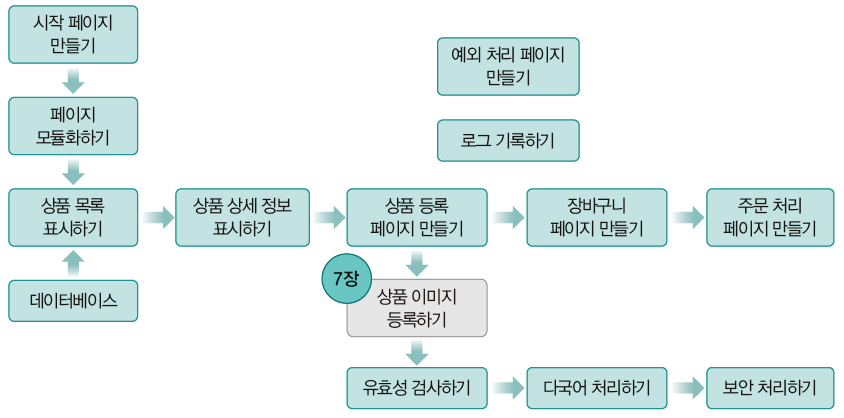 시작 페이지
만들기
예외 처리 페이지
만들기
페이지
모듈화하기
로그 기록하기
상품 목록
표시하기
상품 상세 정보
표시하기
상품 등록
페이지 만들기
장바구니
페이지 만들기
주문 처리
페이지 만들기
데이터베이스
7장
상품 이미지
등록하기
유효성 검사하기
다국어 처리하기
보안 처리하기